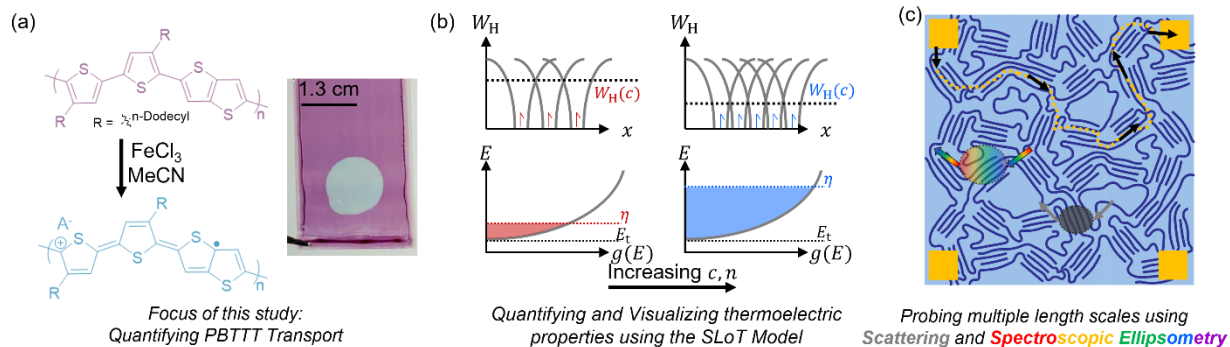 (a)
R
S
S
S
S
n
R
R = n-Dodecyl
FeCl3
MeCN
A-
⊕
R
S
S
S
S
n
R
1.3 cm
Focus of this study:
Quantifying PBTTT Transport
(b)
WH
WH(c)
x
WH
WH(c)
x
E
η
Et
g(E)
E
η
Et
g(E)
Increasing c, n
Quantifying and Visualizing thermoelectric
properties using the SLoT Model
(c)
Probing multiple length scales using
Scattering and Spectroscopic Ellipsometry